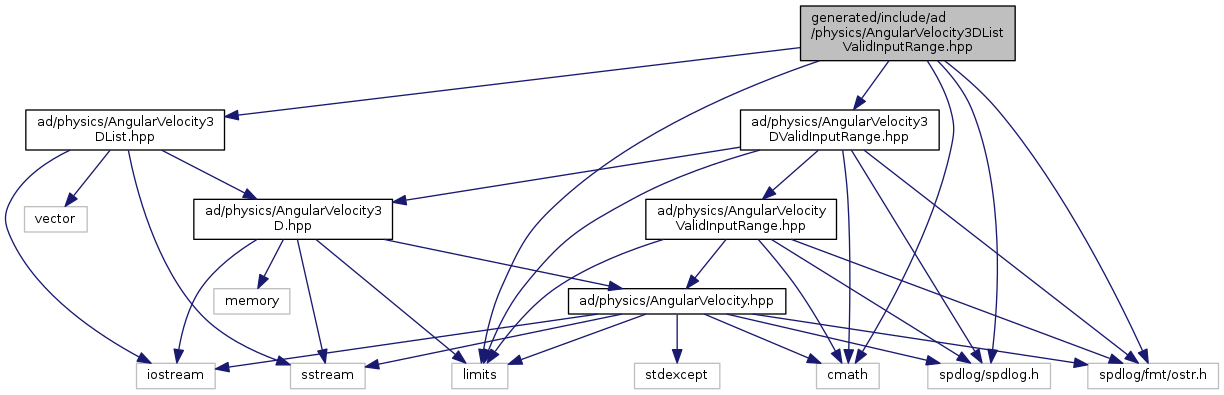 generated/include/ad
/physics/AngularVelocity3DList
ValidInputRange.hpp
ad/physics/AngularVelocity3
DList.hpp
ad/physics/AngularVelocity3
DValidInputRange.hpp
vector
ad/physics/AngularVelocity3
D.hpp
ad/physics/AngularVelocity
ValidInputRange.hpp
memory
ad/physics/AngularVelocity.hpp
iostream
sstream
limits
stdexcept
cmath
spdlog/spdlog.h
spdlog/fmt/ostr.h